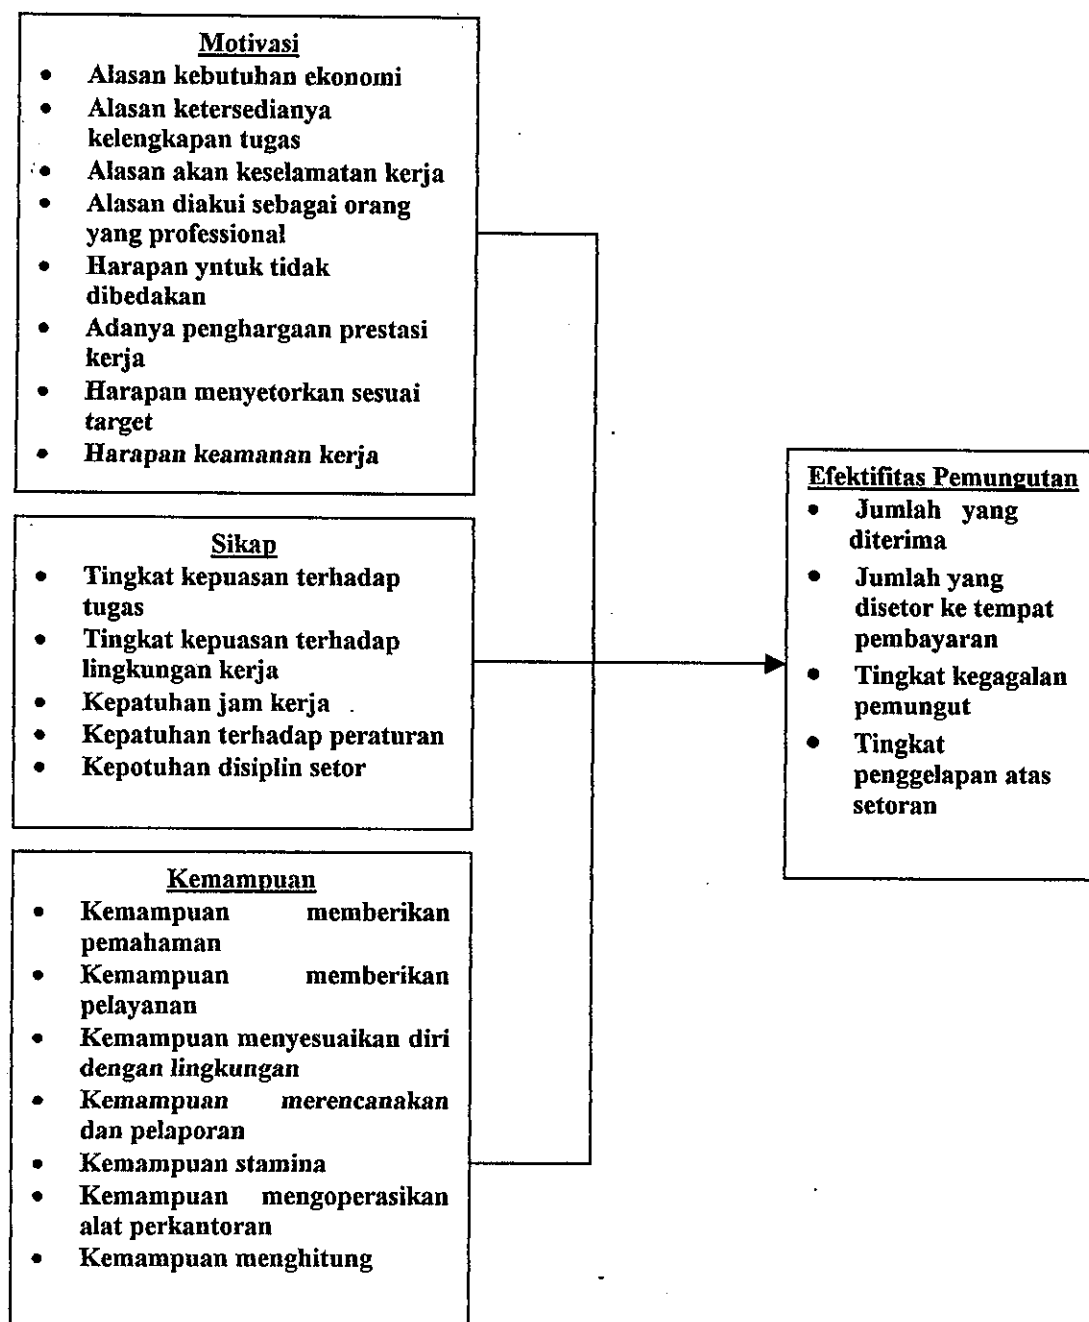 Motivasi
• Alasan kebutuhan ekonomi
• Alasan ketersedianya
kelengkapan tugas
• Alasan akan keselamatan kerja
• Alasan diakui sebagai orang
yang professional
• Harapan yntuk tidak
dibedakan
• Adanya penghargaan prestasi
kerja
• Harapan menyetorkan sesuai
target
• Harapan keamanan kerja
Sikap
• Tingkat kepuasan terhadap
tugas
• Tingkat kepuasan terhadap
lingkungan kerja
• Kepatuhan jam kerja
• Kepatuhan terhadap peraturan
• Kepotuhan disiplin setor
Kemampuan
• Kemampuan memberikan
pemahaman
• Kemampuan memberikan
pelayanan
• Kemampuan menyesuaikan diri
dengan lingkungan
• Kemampuan merencanakan
dan pelaporan
• Kemampuan stamina
• Kemampuan mengoperasikan
alat perkantoran
• Kemampuan menghitung
Efektifitas Pemungutan
• Jumlah yang
diterima
• Jumlah yang
disetor ke tempat
pembayaran
• Tingkat kegagalan
pemungut
• Tingkat
penggelapan atas
setoran